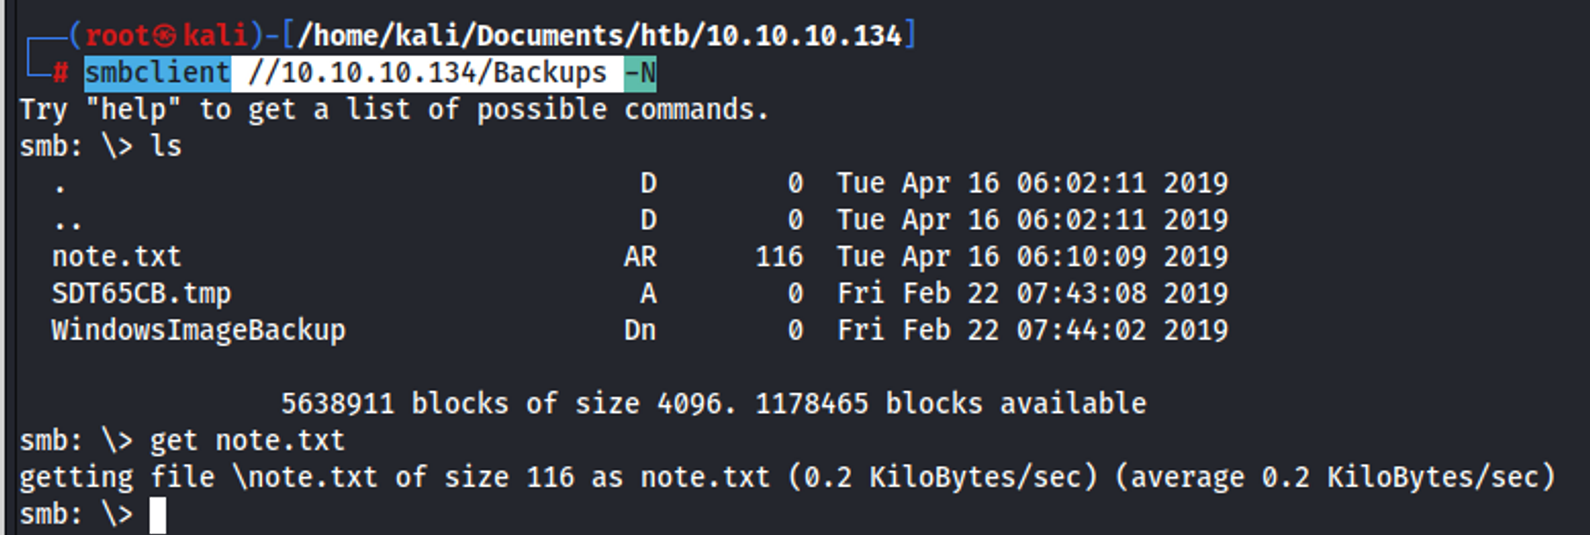 (root㉿kali)-[/home/kali/Documents/htb/10.10.10.134]
# smbclient //10.10.10.134/Backups -N
Try "help" to get a list of possible commands.
smb: \> ls
  .                                   D        0  Tue Apr 16 06:02:11 2019
  ..                                  D        0  Tue Apr 16 06:02:11 2019
  note.txt                           AR      116  Tue Apr 16 06:10:09 2019
  SDT65CB.tmp                         A        0  Fri Feb 22 07:43:08 2019
  WindowsImageBackup                 Dn        0  Fri Feb 22 07:44:02 2019
                5638911 blocks of size 4096. 1178465 blocks available
smb: \> get note.txt
getting file \note.txt of size 116 as note.txt (0.2 KiloBytes/sec) (average 0.2 KiloBytes/sec)
smb: \>